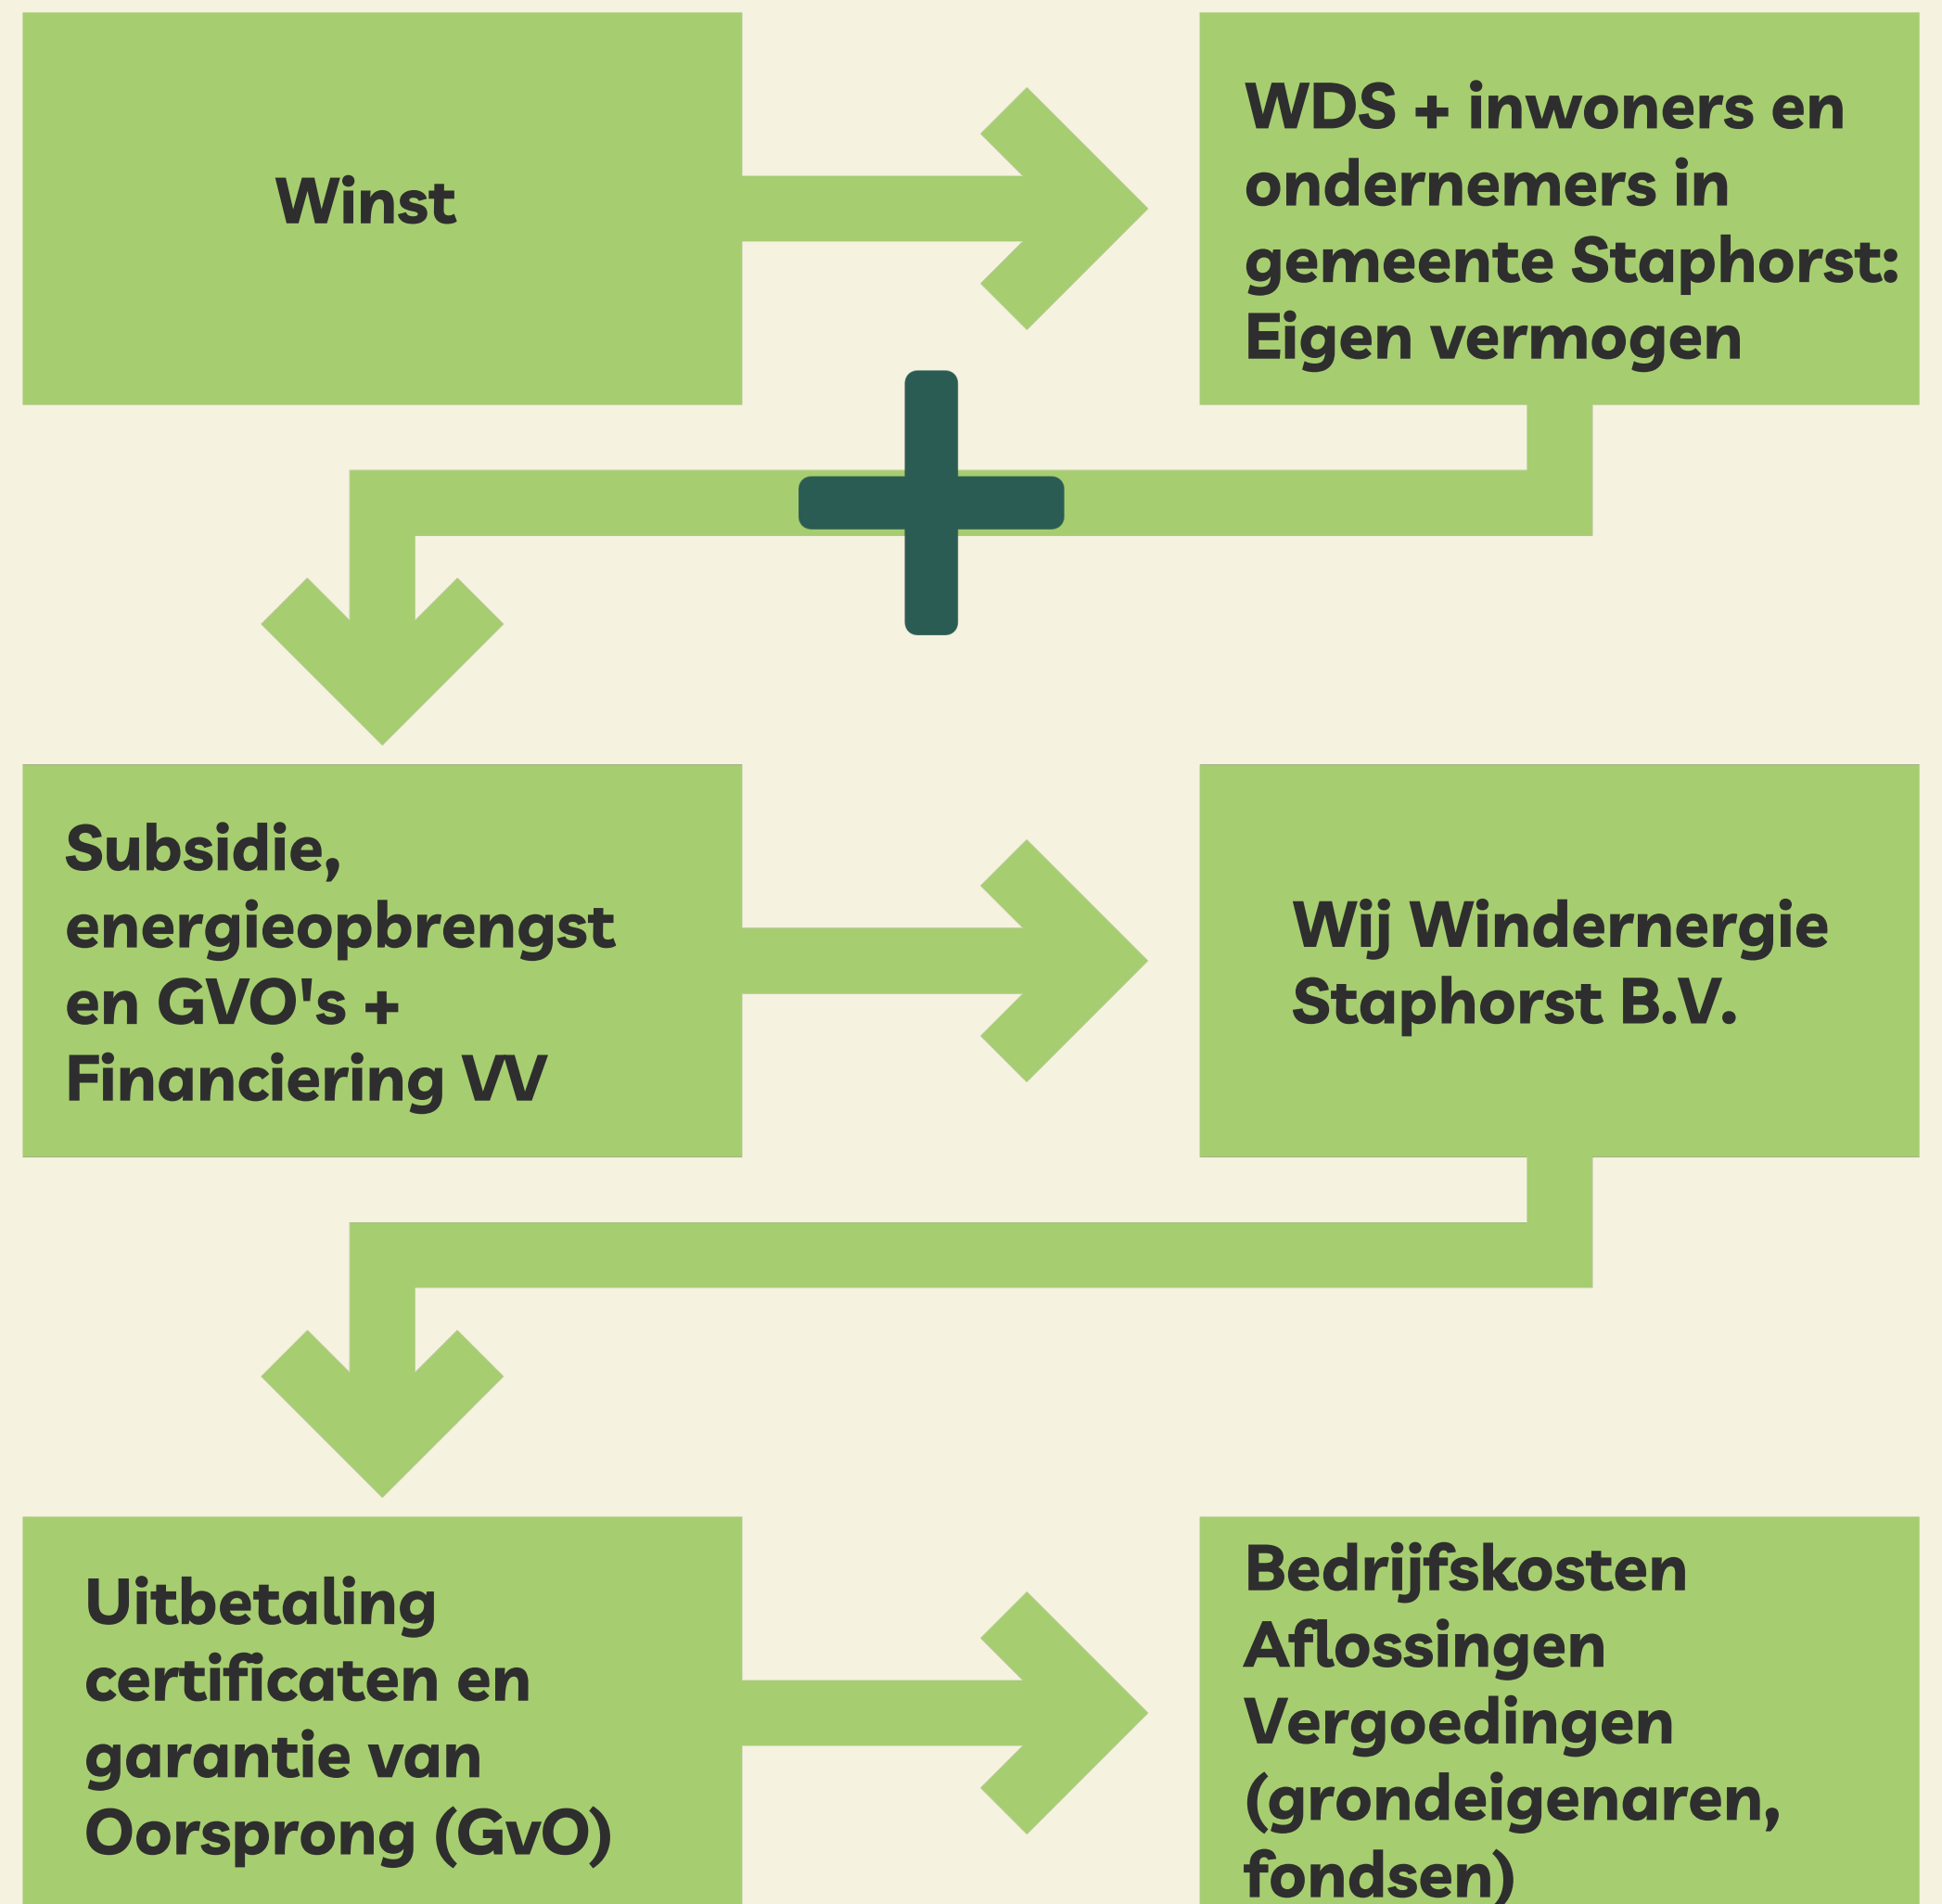 Winst
WDS + inwoners en
ondernemers in
gemeente Staphorst:
Eigen vermogen
Subsidie,
energieopbrengst
en GVO's +
Financiering VV
Wij Windernergie
Staphorst B.V.
Uitbetaling
certificaten en
garantie van
Oorsprong (GvO)
Bedrijfskosten
Aflossingen
Vergoedingen
(grondeigenaren,
fondsen)